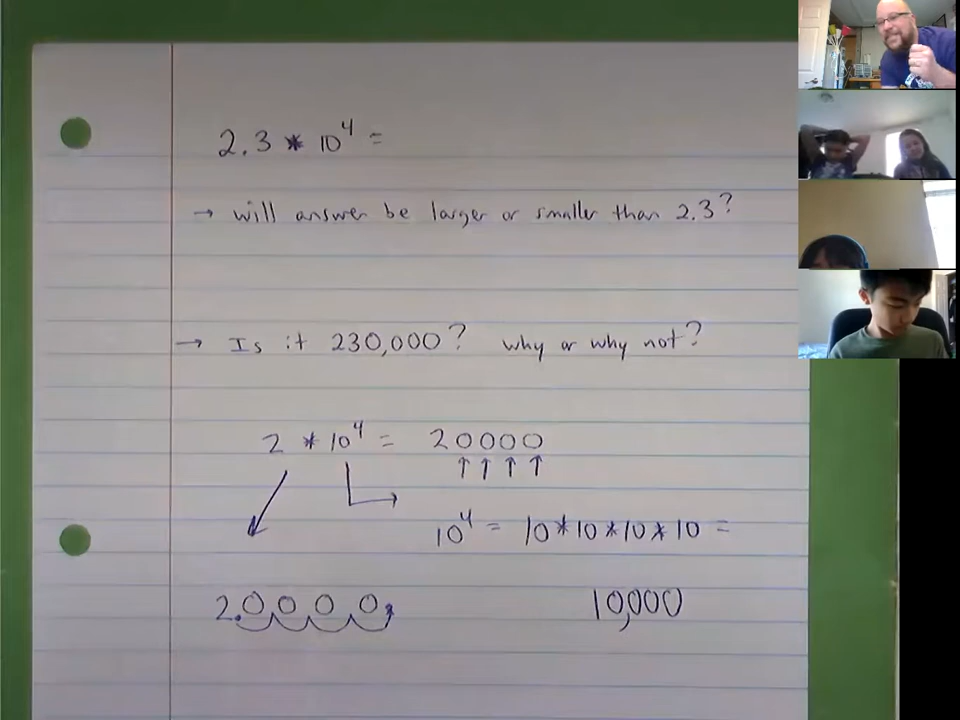 2.3 * 10⁴ =
→ will answer be larger or smaller than 2.3?
→ Is it 230,000? why or why not?
2 * 10⁴ = 20000
10⁴ = 10*10*10*10 =
2.0000, 10,000